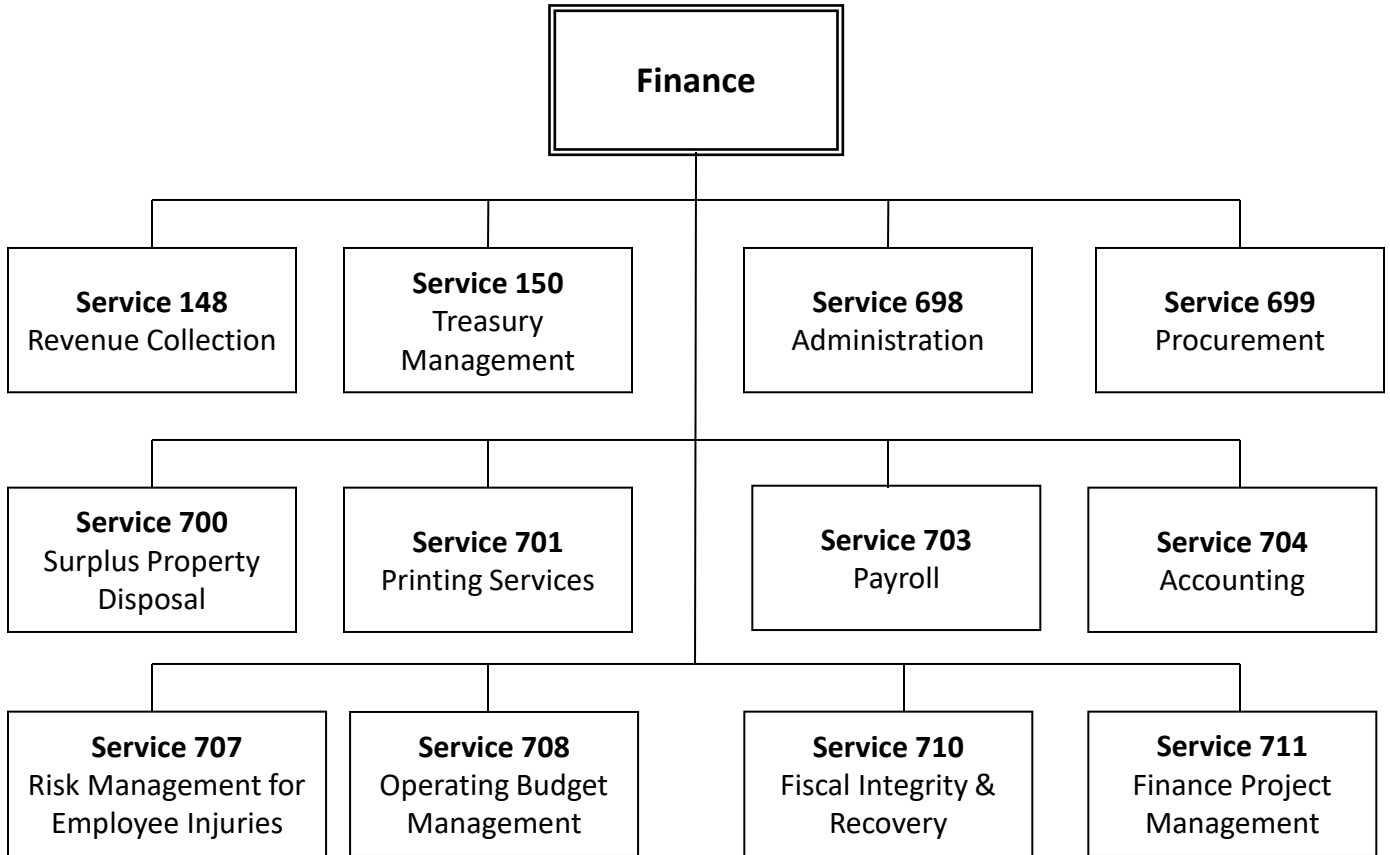 Finance
Service 148
Revenue Collection
Service 150
Treasury
Management
Service 698
Administration
Service 699
Procurement
Service 700
Surplus Property
Disposal
Service 701
Printing Services
Service 703
Payroll
Service 704
Accounting
Service 707
Risk Management for
Employee Injuries
Service 708
Operating Budget
Management
Service 710
Fiscal Integrity &
Recovery
Service 711
Finance Project
Management